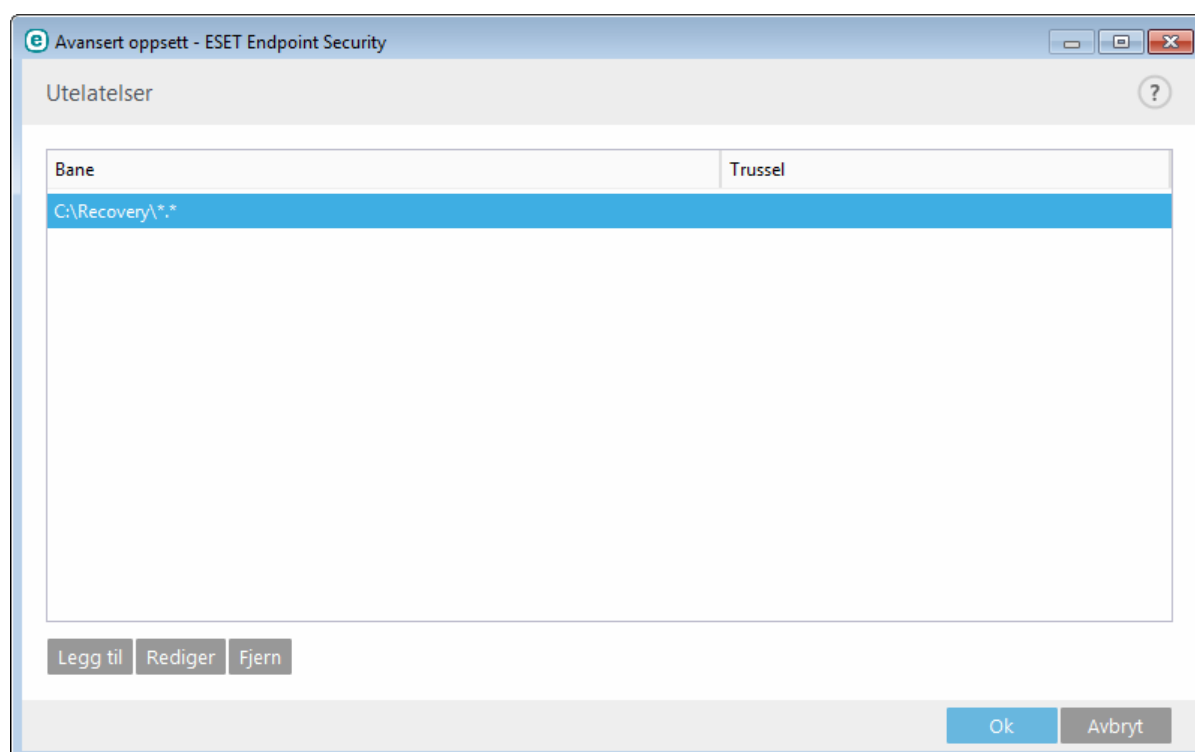 Avansert oppsett - ESET Endpoint Security
Utelatelser
?
Bane Trussel
C:\Recovery\*.*
Legg til Rediger Fjern
Ok Avbryt